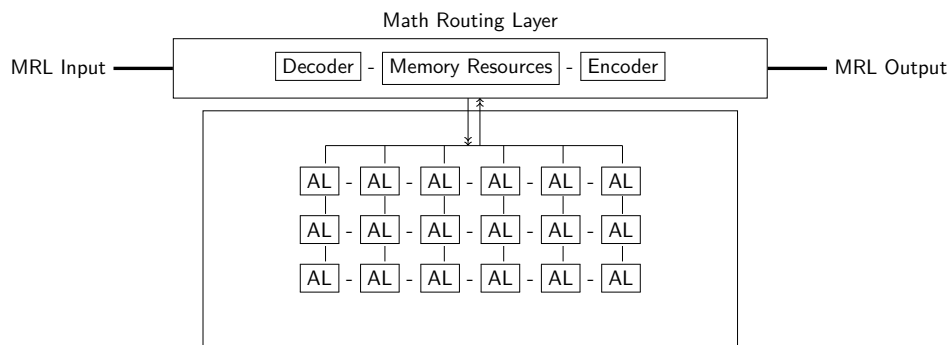 Math Routing Layer
MRL Input Decoder - Memory Resources - Encoder MRL Output
AL - AL - AL - AL - AL - AL
AL - AL - AL - AL - AL - AL
AL - AL - AL - AL - AL - AL